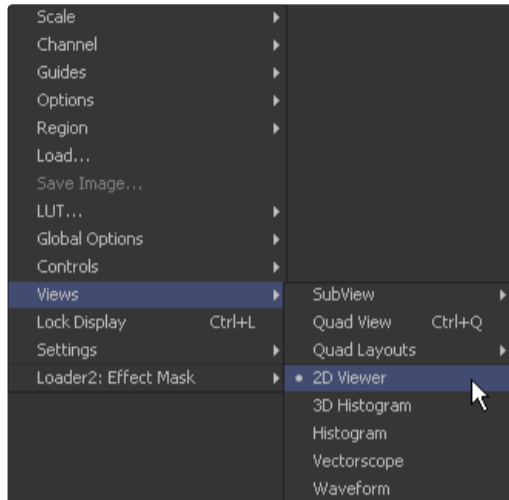 Scale
Channel
Guides
Options
Region
Load...
Save Image...
LUT...
Global Options
Controls
Views
Lock Display Ctrl+L
Settings
Loader2: Effect Mask
SubView
Quad View Ctrl+Q
Quad Layouts
2D Viewer
3D Histogram
Histogram
Vectorscope
Waveform